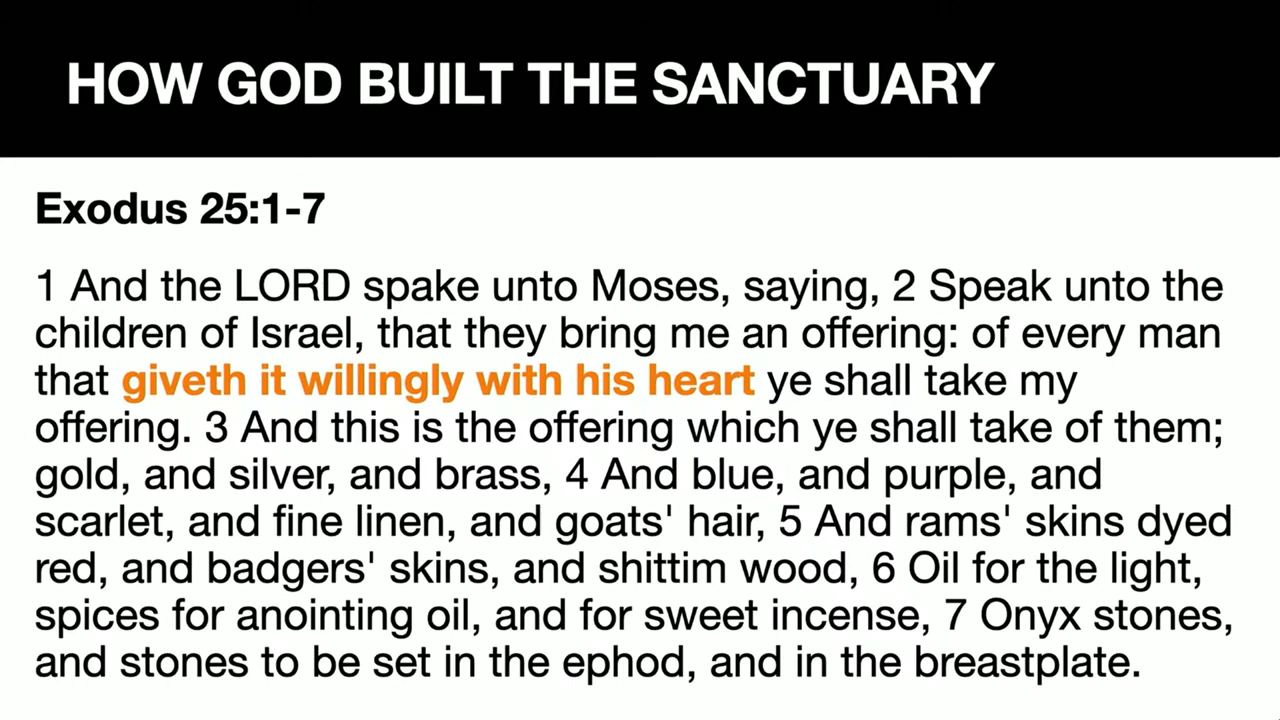 HOW GOD BUILT THE SANCTUARY
Exodus 25:1-7
1 And the LORD spake unto Moses, saying, 2 Speak unto the
children of Israel, that they bring me an offering: of every man
that giveth it willingly with his heart ye shall take my
offering. 3 And this is the offering which ye shall take of them;
gold, and silver, and brass, 4 And blue, and purple, and
scarlet, and fine linen, and goats' hair, 5 And rams' skins dyed
red, and badgers' skins, and shittim wood, 6 Oil for the light,
spices for anointing oil, and for sweet incense, 7 Onyx stones,
and stones to be set in the ephod, and in the breastplate.